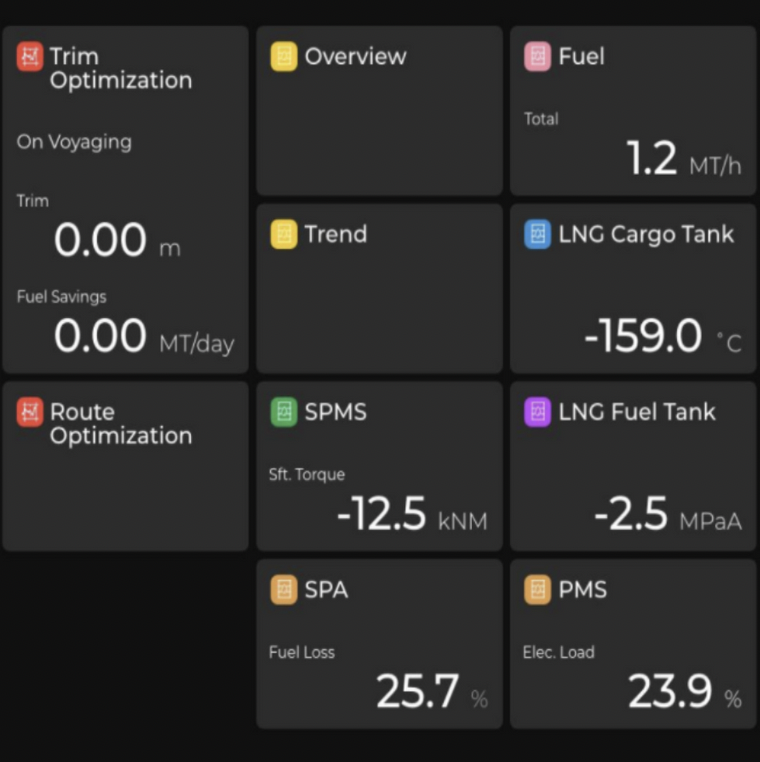 Trim
Optimization
On Voyaging
Trim
0.00 m
Fuel Savings
0.00 MT/day
Route
Optimization
Overview
Trend
SPMS
Sft. Torque
-12.5 kNM
SPA
Fuel Loss
25.7 %
Fuel
Total
1.2 MT/h
LNG Cargo Tank
-159.0 °C
LNG Fuel Tank
-2.5 MPaA
PMS
Elec. Load
23.9 %